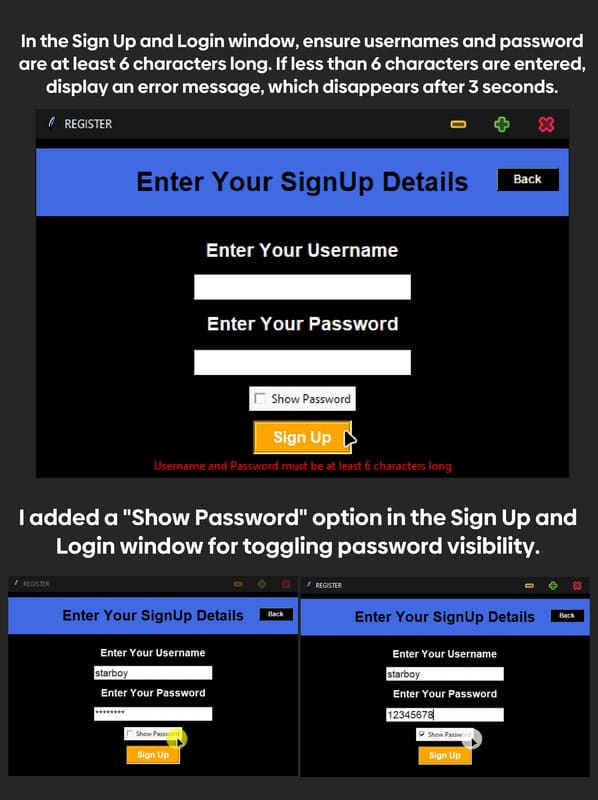 In the Sign Up and Login window, ensure usernames and password
are at least 6 characters long. If less than 6 characters are entered,
display an error message, which disappears after 3 seconds.
REGISTER
Enter Your SignUp Details
Back
Enter Your Username
Enter Your Password
Show Password
Sign Up
Username and Password must be at least 6 characters long
I added a "Show Password" option in the Sign Up and
Login window for toggling password visibility.
REGISTER
Enter Your SignUp Details
Back
Enter Your Username
starboy
Enter Your Password
********
Show Password
Sign Up
REGISTER
Enter Your SignUp Details
Back
Enter Your Username
starboy
Enter Your Password
12345678
Show Password
Sign Up